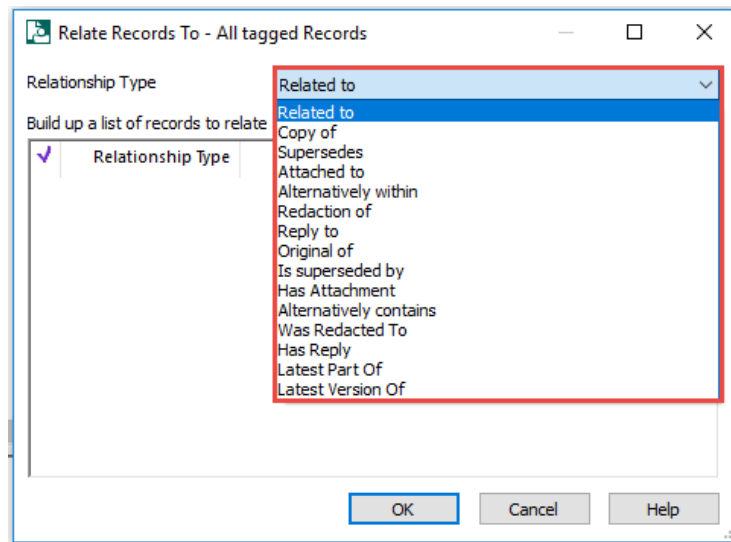 Relate Records To - All tagged Records
Relationship Type
Related to
Build up a list of records to relate
Relationship Type
Related to
Copy of
Supersedes
Attached to
Alternatively within
Redaction of
Reply to
Original of
Is superseded by
Has Attachment
Alternatively contains
Was Redacted To
Has Reply
Latest Part Of
Latest Version Of
OK
Cancel
Help